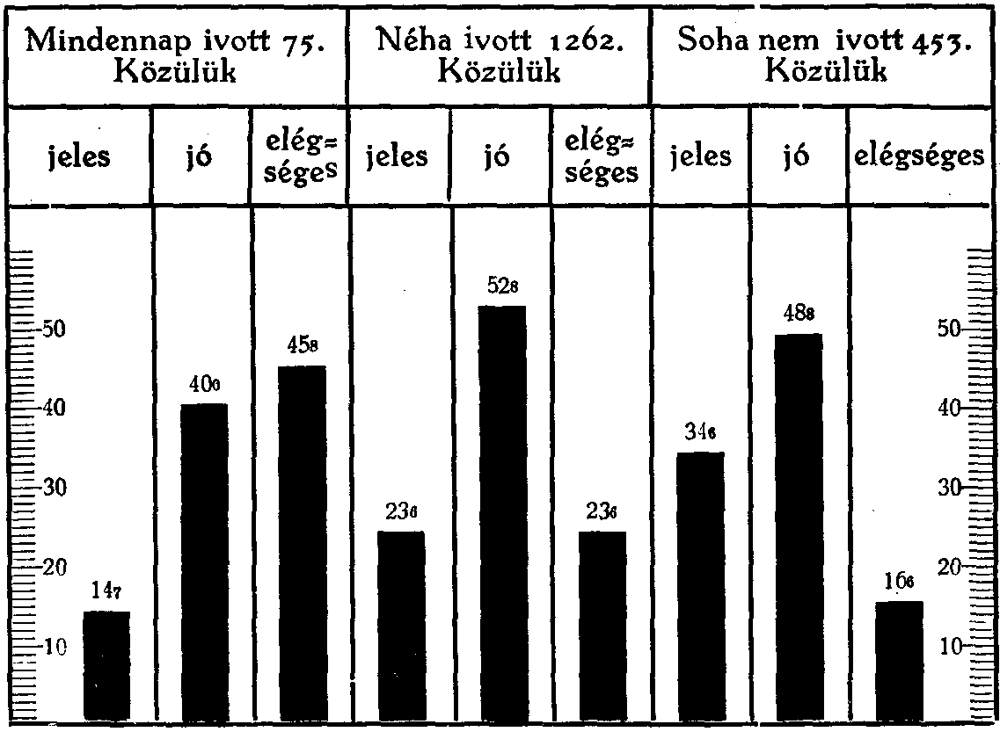 Mindennap ivott 75.
Közülük
Néha ivott 1262.
Közülük
Soha nem ivott 453.
Közülük
jeles
jó
elég=
séges
jeles
jó
elég=
séges
jeles
jó
elégséges
528
488
50
50
458
400
40
40
346
30
30
236
236
20
20
166
147
10
10